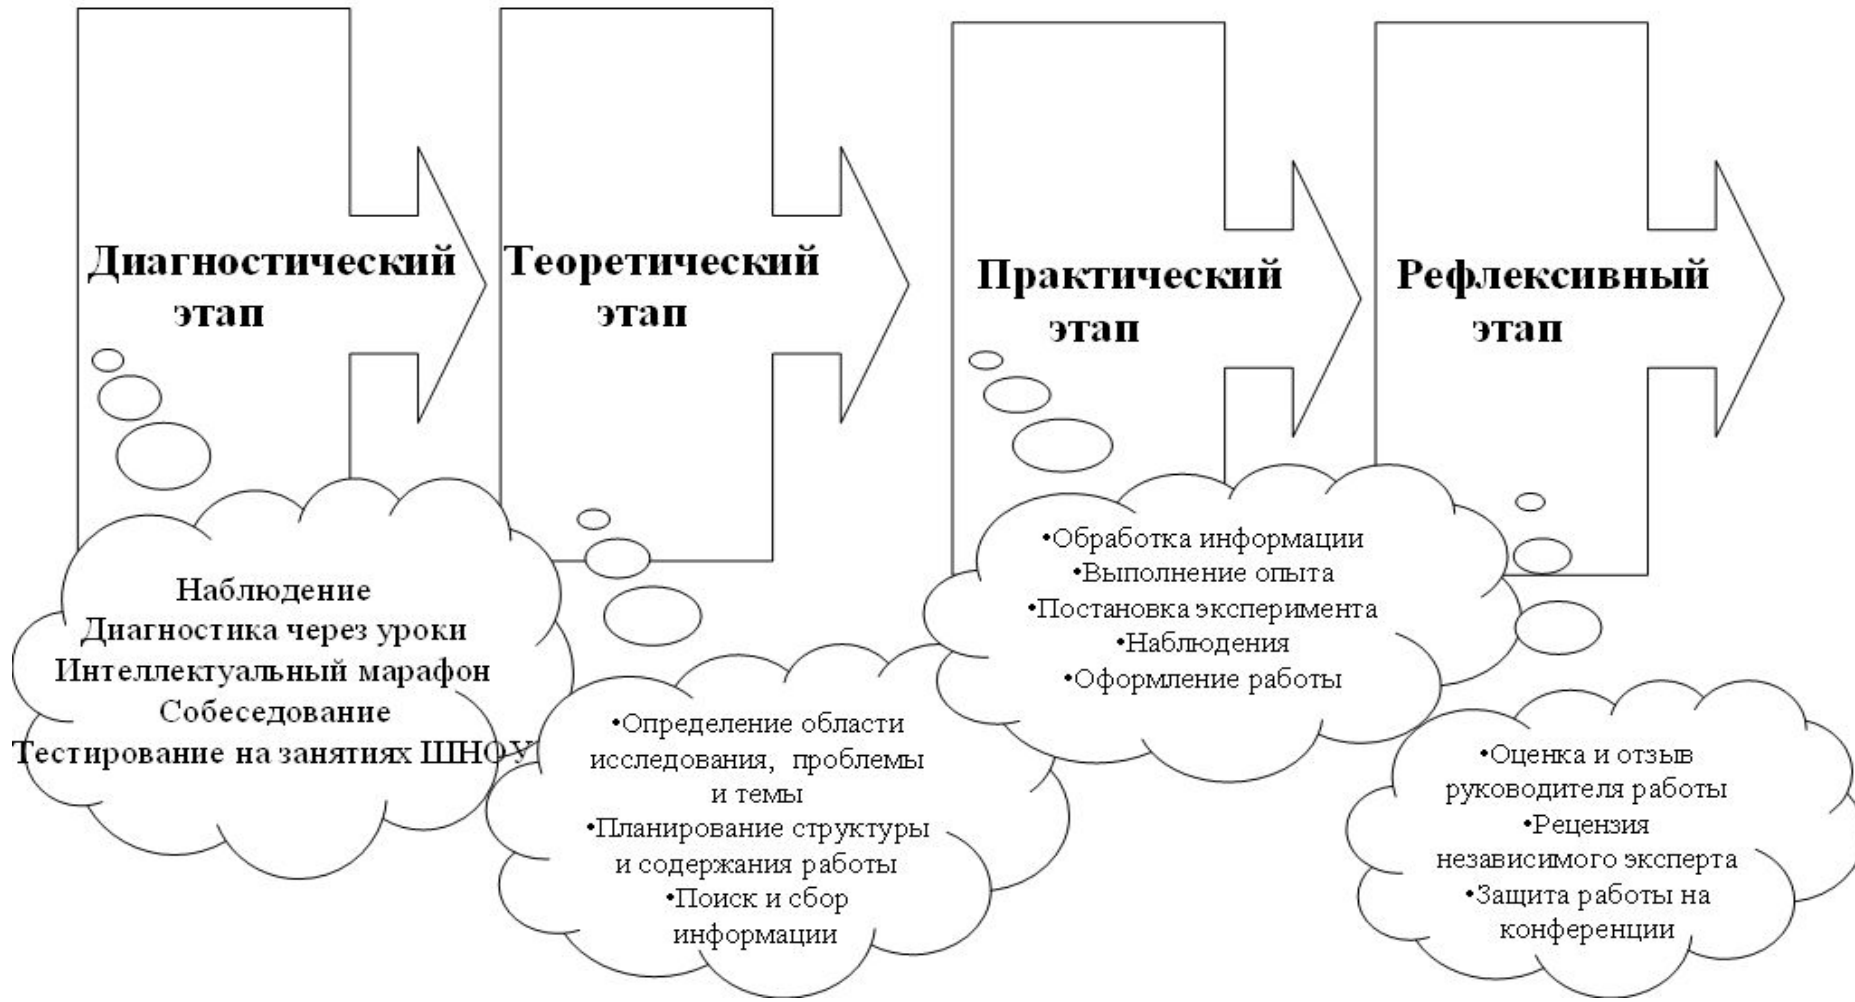 Диагностический
этап
Теоретический
этап
Практический
этап
Рефлексивный
этап
Наблюдение
Диагностика через уроки
Интеллектуальный марафон
Собеседование
Тестирование на занятиях ШНОУ
•Определение области
исследования, проблемы
и темы
•Планирование структуры
и содержания работы
•Поиск и сбор
информации
•Обработка информации
•Выполнение опыта
•Постановка эксперимента
•Наблюдения
•Оформление работы
•Оценка и отзыв
руководителя работы
•Рецензия
независимого эксперта
•Защита работы на
конференции